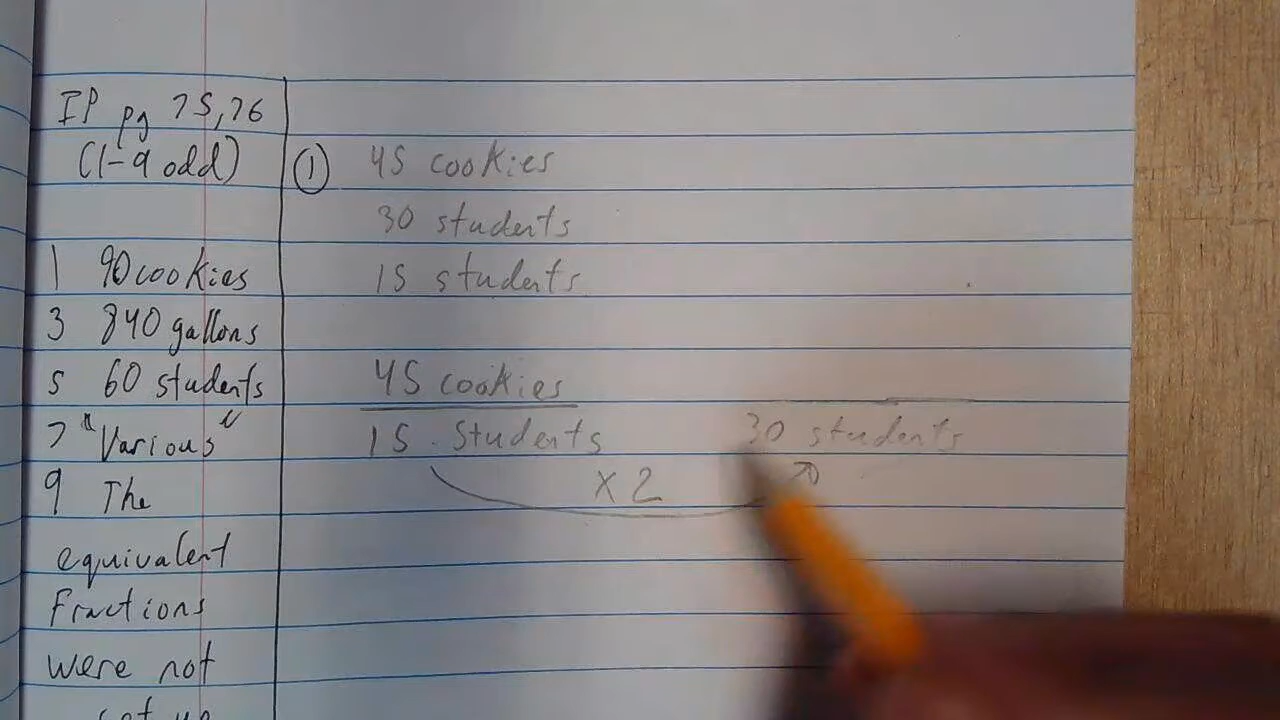 IP pg 75,76
(1-9 odd)
1 90 cookies
3 840 gallons
5 60 students
7 "Various"
9 The
equivalent
fractions
were not
set up
① 45 cookies
30 students
15 students
45 cookies
15 students 30 students
x 2